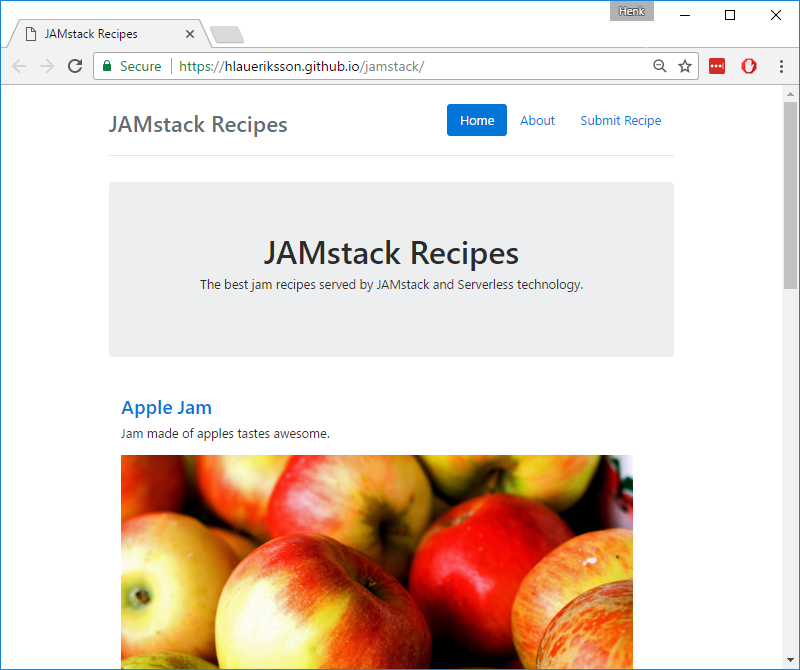 Henk
JAMstack Recipes
Secure
https://hlaueriksson.github.io/jamstack/
JAMstack Recipes
Home
About
Submit Recipe
JAMstack Recipes
The best jam recipes served by JAMstack and Serverless technology.
Apple Jam
Jam made of apples tastes awesome.